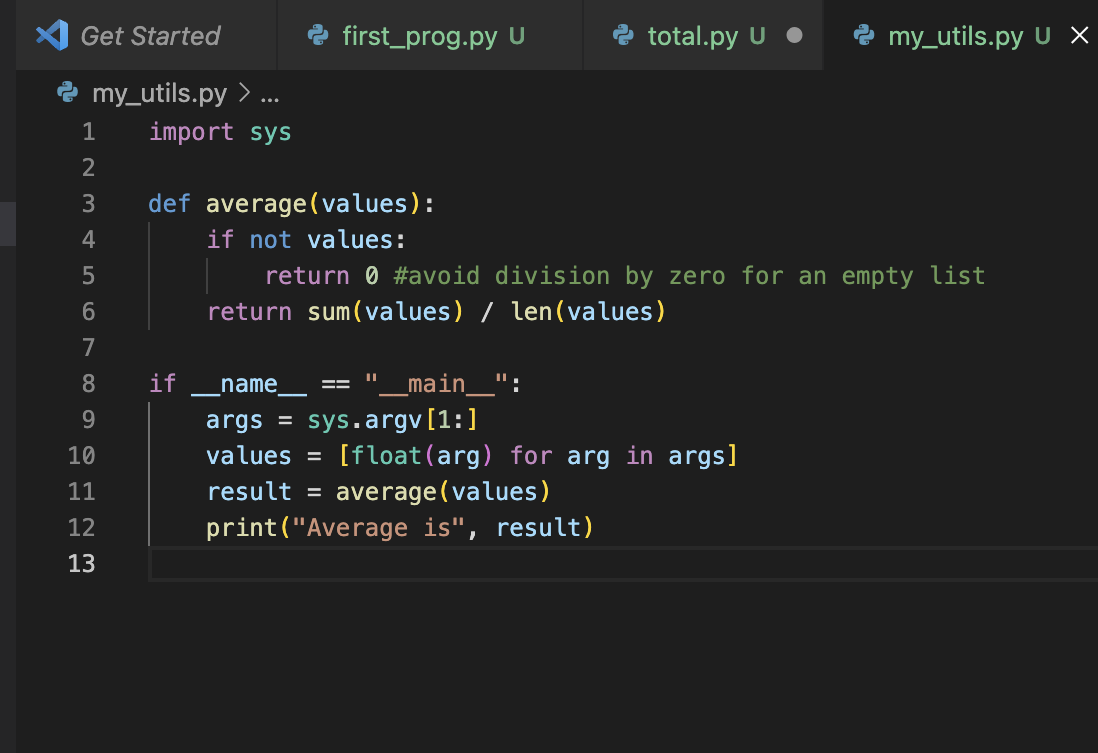 Get Started first_prog.py U total.py U my_utils.py U
my_utils.py > ...
1 import sys
2
3 def average(values):
4     if not values:
5         return 0 #avoid division by zero for an empty list
6     return sum(values) / len(values)
7
8 if __name__ == "__main__":
9     args = sys.argv[1:]
10     values = [float(arg) for arg in args]
11     result = average(values)
12     print("Average is", result)
13